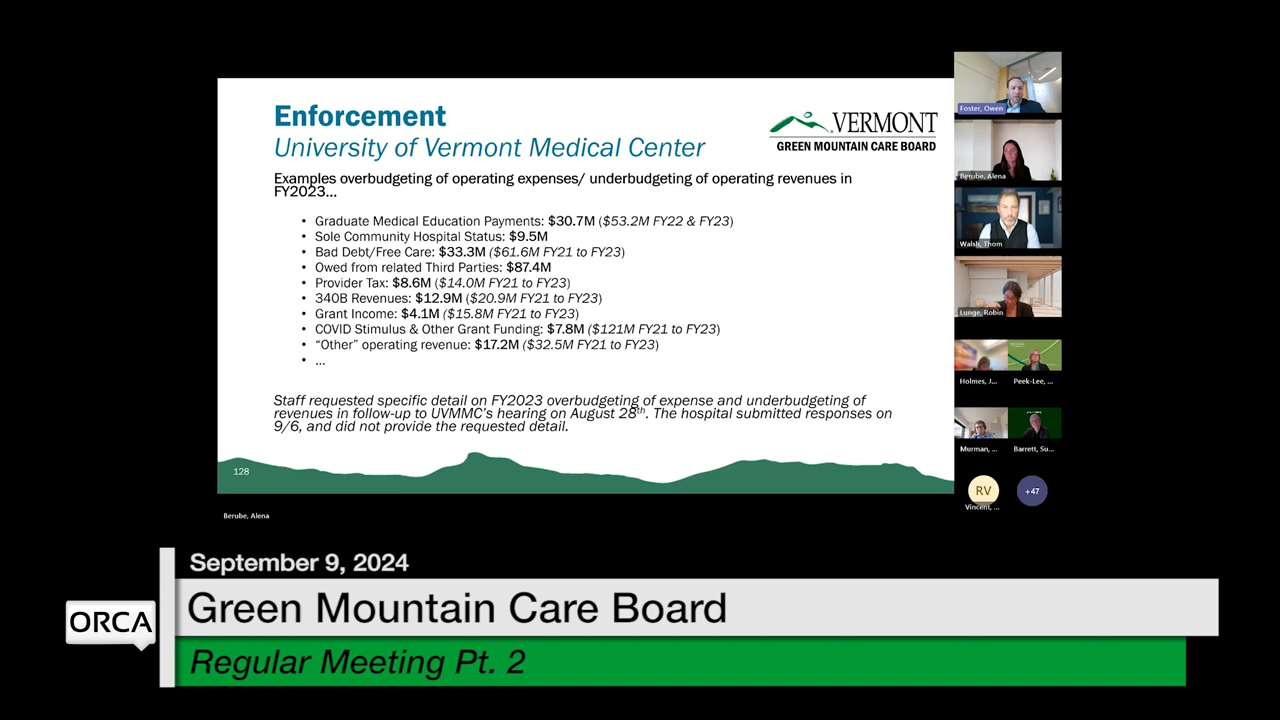 Enforcement
University of Vermont Medical Center
VERMONT
GREEN MOUNTAIN CARE BOARD
Examples overbudgeting of operating expenses/ underbudgeting of operating revenues in
FY2023...
• Graduate Medical Education Payments: $30.7M ($53.2M FY22 & FY23)
• Sole Community Hospital Status: $9.5M
• Bad Debt/Free Care: $33.3M ($61.6M FY21 to FY23)
• Owed from related Third Parties: $87.4M
• Provider Tax: $8.6M ($14.0M FY21 to FY23)
• 340B Revenues: $12.9M ($20.9M FY21 to FY23)
• Grant Income: $4.1M ($15.8M FY21 to FY23)
• COVID Stimulus & Other Grant Funding: $7.8M ($121M FY21 to FY23)
• “Other” operating revenue: $17.2M ($32.5M FY21 to FY23)
• ...
Staff requested specific detail on FY2023 overbudgeting of expense and underbudgeting of
revenues in follow-up to UVMMC's hearing on August 28th. The hospital submitted responses on
9/6, and did not provide the requested detail.
128
Foster, Owen
Berube, Alena
Walsh, Thom
Lunge, Robin
Holmes, J...
Peek-Lee, ...
Murman, ...
Barrett, Su...
RV
+47
Vincent, ...
Berube, Alena
September 9, 2024
Green Mountain Care Board
ORCA
Regular Meeting Pt. 2